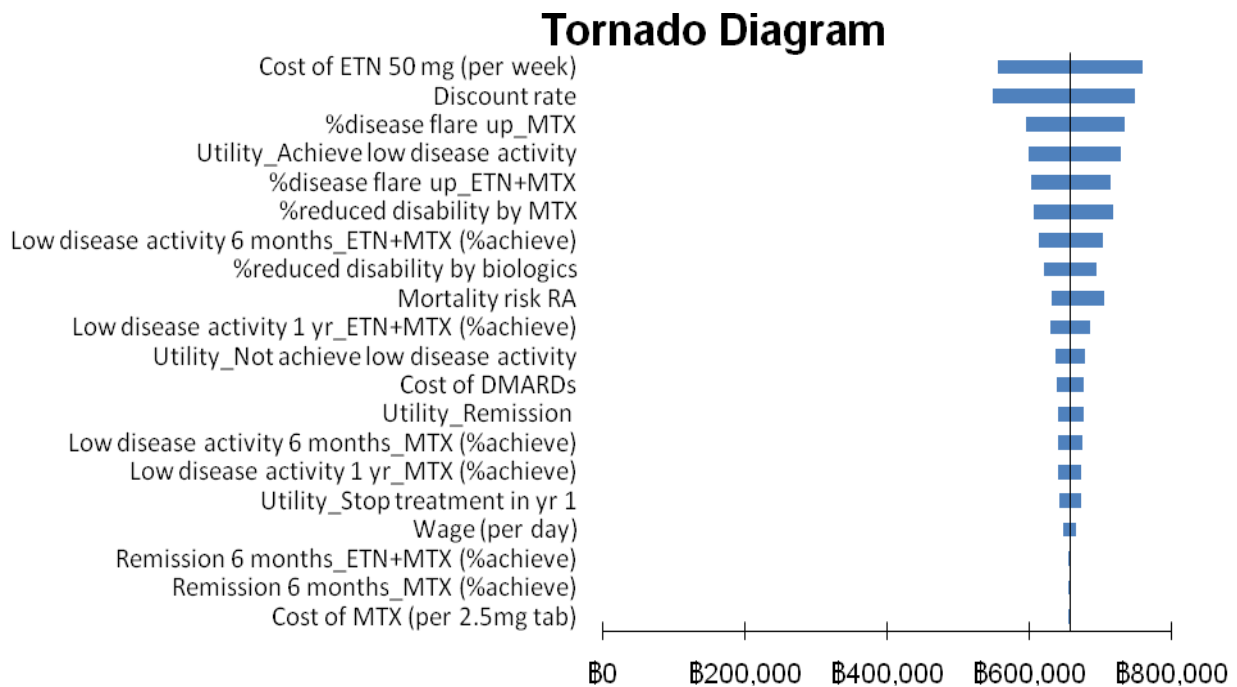 Tornado Diagram
Cost of ETN 50 mg (per week)
Discount rate
%disease flare up_MTX
Utility_Achieve low disease activity
%disease flare up_ETN+MTX
%reduced disability by MTX
Low disease activity 6 months_ETN+MTX (%achieve)
%reduced disability by biologics
Mortality risk RA
Low disease activity 1 yr_ETN+MTX (%achieve)
Utility_Not achieve low disease activity
Cost of DMARDs
Utility_Remission
Low disease activity 6 months_MTX (%achieve)
Low disease activity 1 yr_MTX (%achieve)
Utility_Stop treatment in yr 1
Wage (per day)
Remission 6 months_ETN+MTX (%achieve)
Remission 6 months_MTX (%achieve)
Cost of MTX (per 2.5mg tab)
฿0 ฿200,000 ฿400,000 ฿600,000 ฿800,000